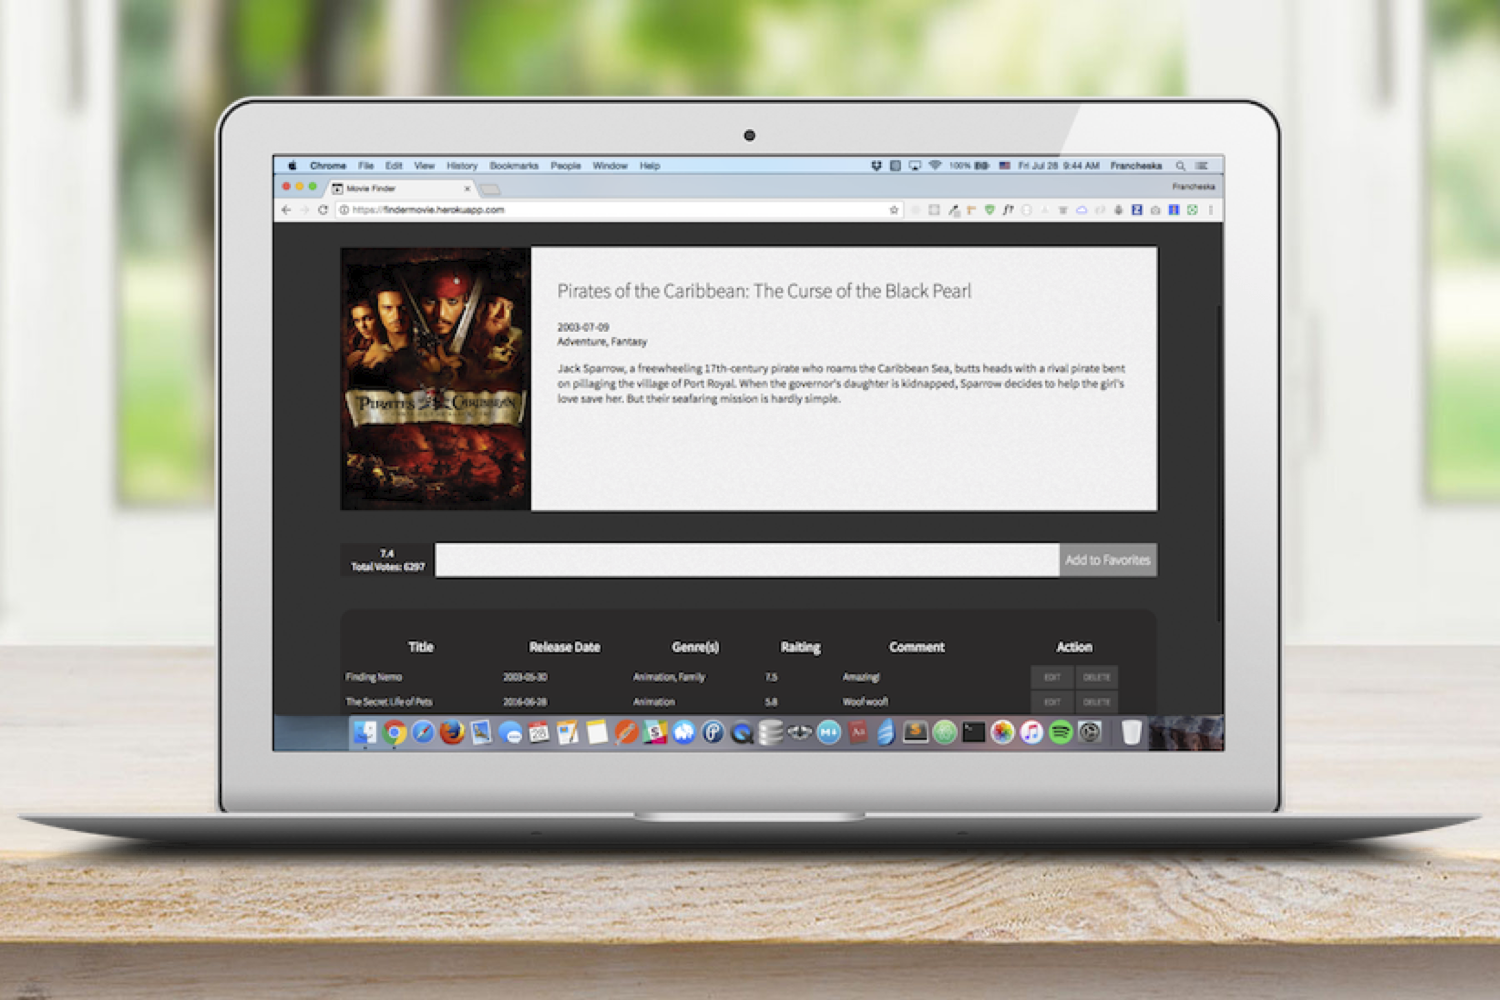 Chrome File Edit View History Bookmarks People Window Help 100% Fri Jul 28 9:44 AM Francheska
Movie Finder Francheska
https://findermovie.herokuapp.com
Pirates of the Caribbean: The Curse of the Black Pearl
2003-07-09
Adventure, Fantasy
Jack Sparrow, a freewheeling 17th-century pirate who roams the Caribbean Sea, butts heads with a rival pirate bent
on pillaging the village of Port Royal. When the governor's daughter is kidnapped, Sparrow decides to help the girl's
love save her. But their seafaring mission is hardly simple.
PIRATES of the CARIBBEAN
7.4
Total Votes: 6297
Add to Favorites
Title Release Date Genre(s) Raiting Comment Action
Finding Nemo 2003-05-30 Animation, Family 7.5 Amazing! EDIT DELETE
The Secret Life of Pets 2016-06-28 Animation 5.8 Woof woof! EDIT DELETE
28